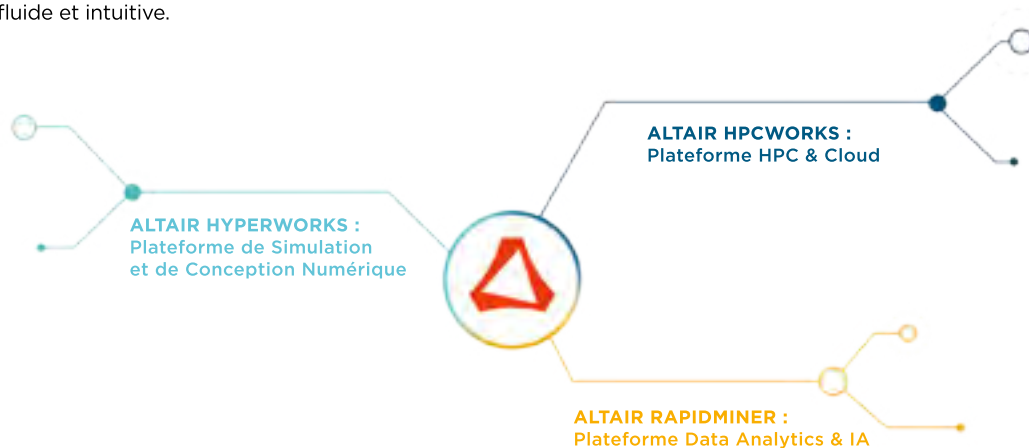 fluide et intuitive.
ALTAIR HPCWORKS :
Plateforme HPC & Cloud
ALTAIR HYPERWORKS :
Plateforme de Simulation
et de Conception Numérique
ALTAIR RAPIDMINER :
Plateforme Data Analytics & IA